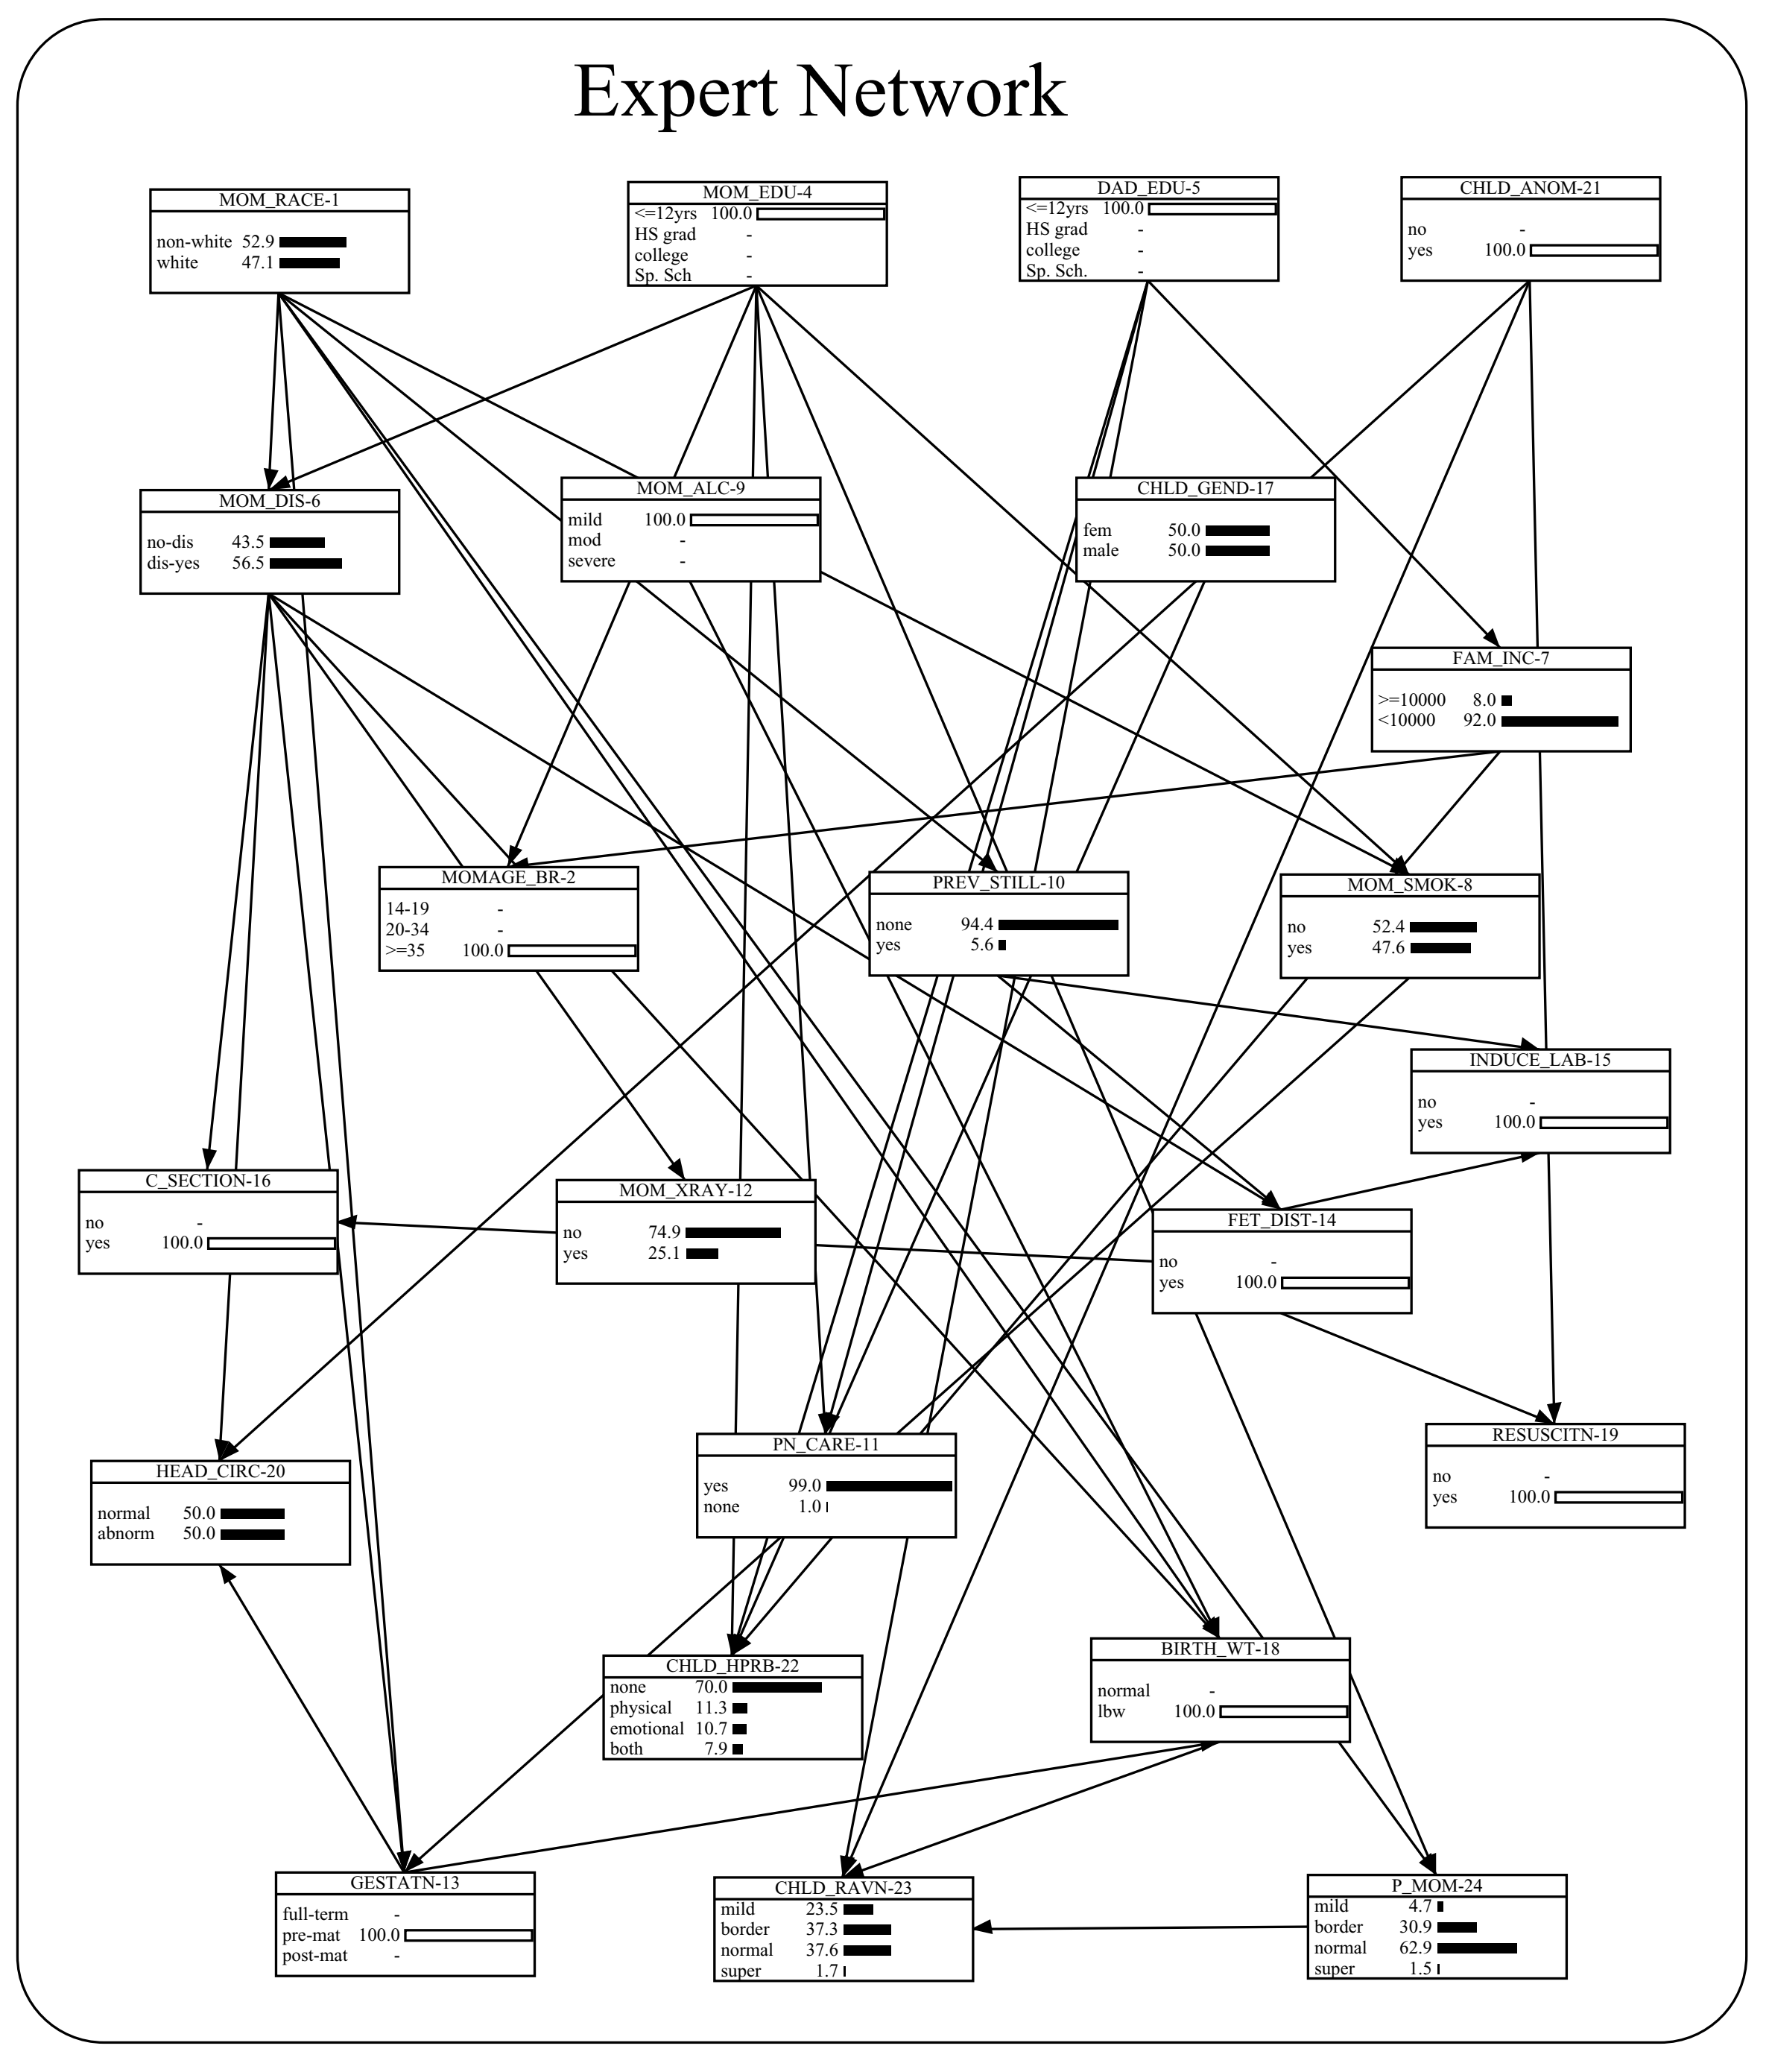 Expert Network
MOM_RACE-1
non-white 52.9
white 47.1
MOM_EDU-4
<=12yrs 100.0
HS grad -
college -
Sp. Sch -
DAD_EDU-5
<=12yrs 100.0
HS grad -
college -
Sp. Sch. -
CHLD_ANOM-21
no -
yes 100.0
MOM_DIS-6
no-dis 43.5
dis-yes 56.5
MOM_ALC-9
mild 100.0
mod -
severe -
CHLD_GEND-17
fem 50.0
male 50.0
FAM_INC-7
>=10000 8.0
<10000 92.0
MOMAGE_BR-2
14-19 -
20-34 -
>=35 100.0
PREV_STILL-10
none 94.4
yes 5.6
MOM_SMOK-8
no 52.4
yes 47.6
INDUCE_LAB-15
no -
yes 100.0
C_SECTION-16
no -
yes 100.0
MOM_XRAY-12
no 74.9
yes 25.1
FET_DIST-14
no -
yes 100.0
HEAD_CIRC-20
normal 50.0
abnorm 50.0
PN_CARE-11
yes 99.0
none 1.0
RESUSCITN-19
no -
yes 100.0
CHLD_HPRB-22
none 70.0
physical 11.3
emotional 10.7
both 7.9
BIRTH_WT-18
normal -
lbw 100.0
GESTATN-13
full-term -
pre-mat 100.0
post-mat -
CHLD_RAVN-23
mild 23.5
border 37.3
normal 37.6
super 1.7
P_MOM-24
mild 4.7
border 30.9
normal 62.9
super 1.5